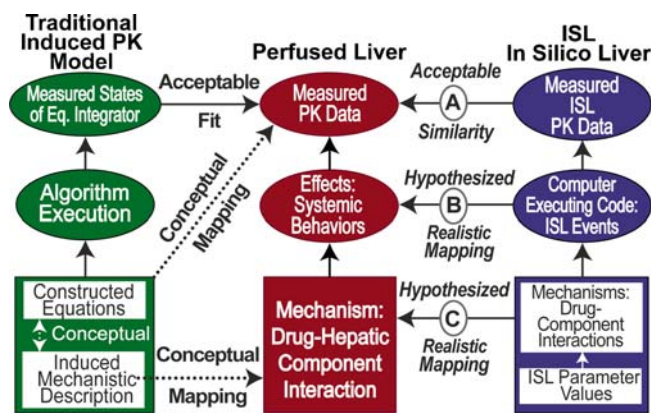 Traditional
Induced PK
Model
Measured States
of Eq. Integrator
Algorithm
Execution
Constructed
Equations
Conceptual
Induced
Mechanistic
Description
Acceptable
Fit
Conceptual
Mapping
Conceptual
Mapping
Perfused Liver
Measured
PK Data
Effects:
Systemic
Behaviors
Mechanism:
Drug-Hepatic
Component
Interaction
Acceptable
A
Similarity
Hypothesized
B
Realistic
Mapping
Hypothesized
C
Realistic
Mapping
ISL
In Silico Liver
Measured
ISL
PK Data
Computer
Executing Code:
ISL Events
Mechanisms:
Drug-
Component
Interactions
ISL Parameter
Values